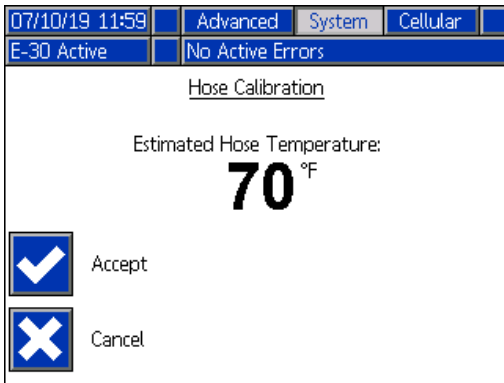 07/10/19 11:59 Advanced System Cellular
E-30 Active No Active Errors
Hose Calibration
Estimated Hose Temperature:
70 °F
Accept
Cancel